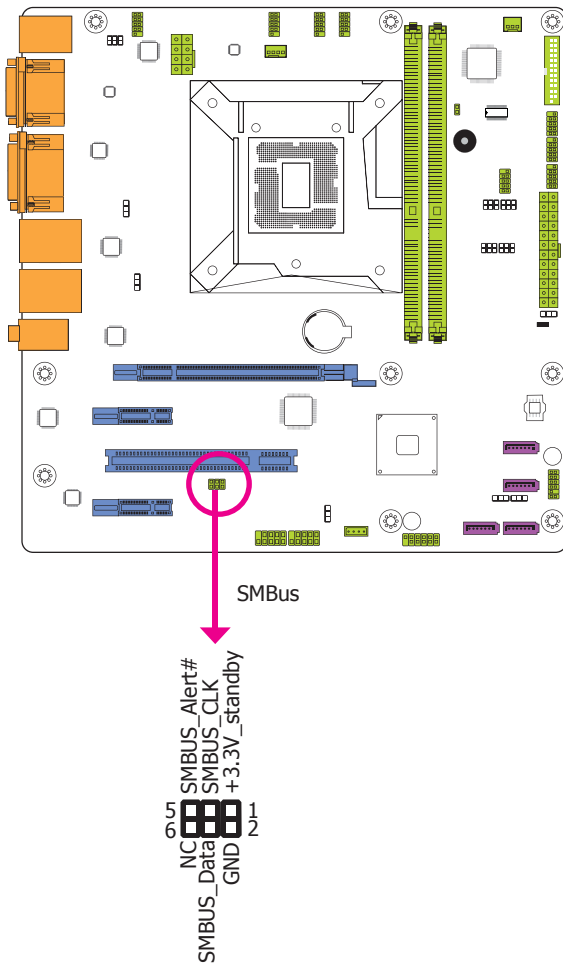 SMBus
SMBUS_Alert#
SMBUS_CLK
+3.3V_standby
5
1
6
2
NC
SMBUS_Data
GND